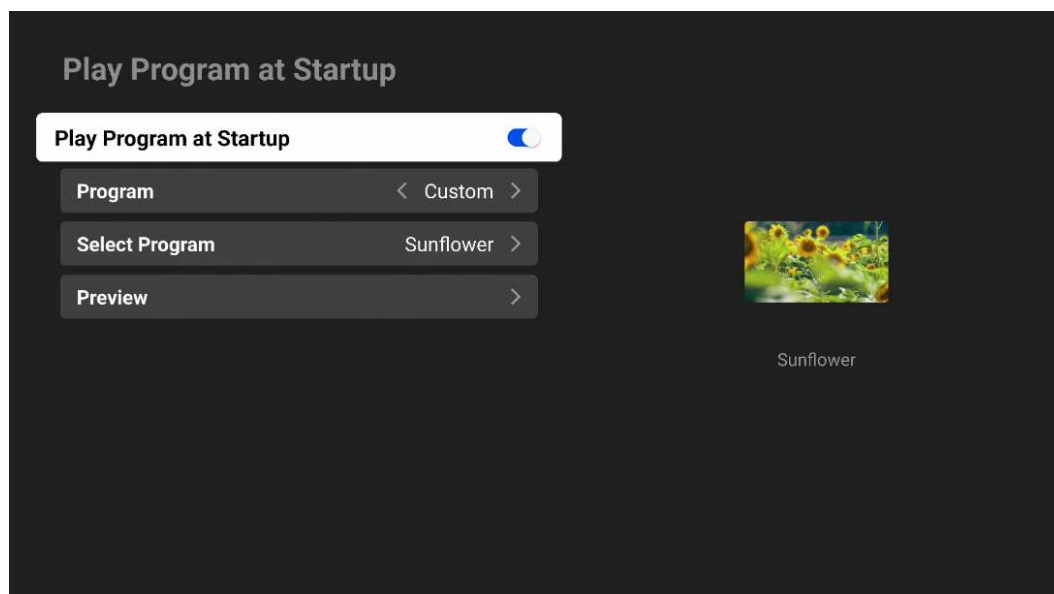 Play Program at Startup
Play Program at Startup
Program < Custom >
Select Program Sunflower >
Preview >
Sunflower